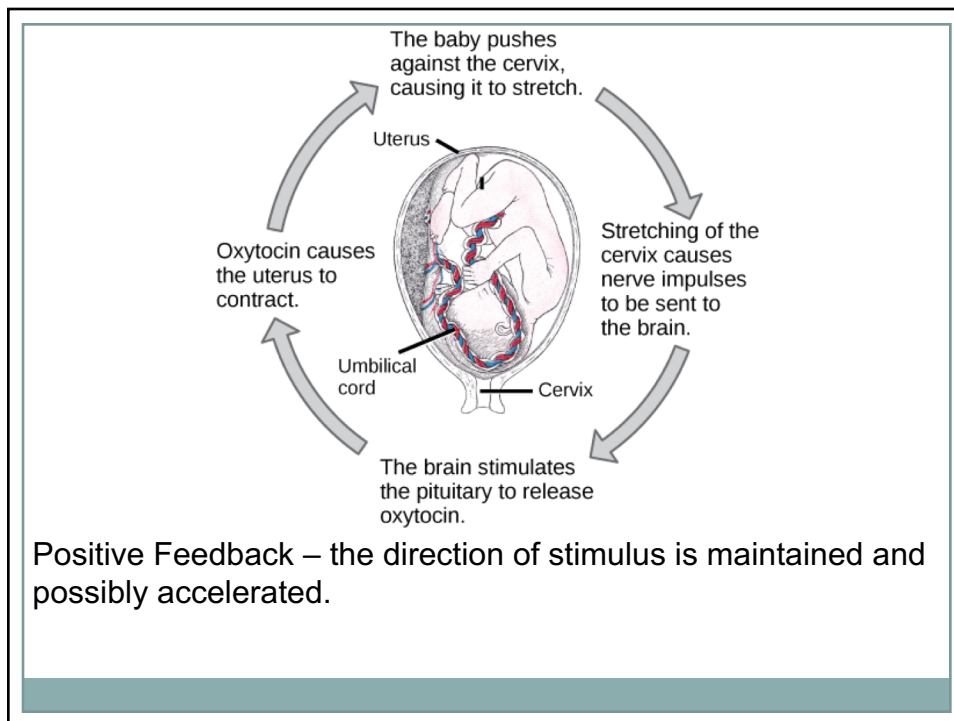 The baby pushes
against the cervix,
causing it to stretch.
Uterus
Stretching of the
cervix causes
nerve impulses
to be sent to
the brain.
Oxytocin causes
the uterus to
contract.
Umbilical
cord
Cervix
The brain stimulates
the pituitary to release
oxytocin.
Positive Feedback – the direction of stimulus is maintained and
possibly accelerated.